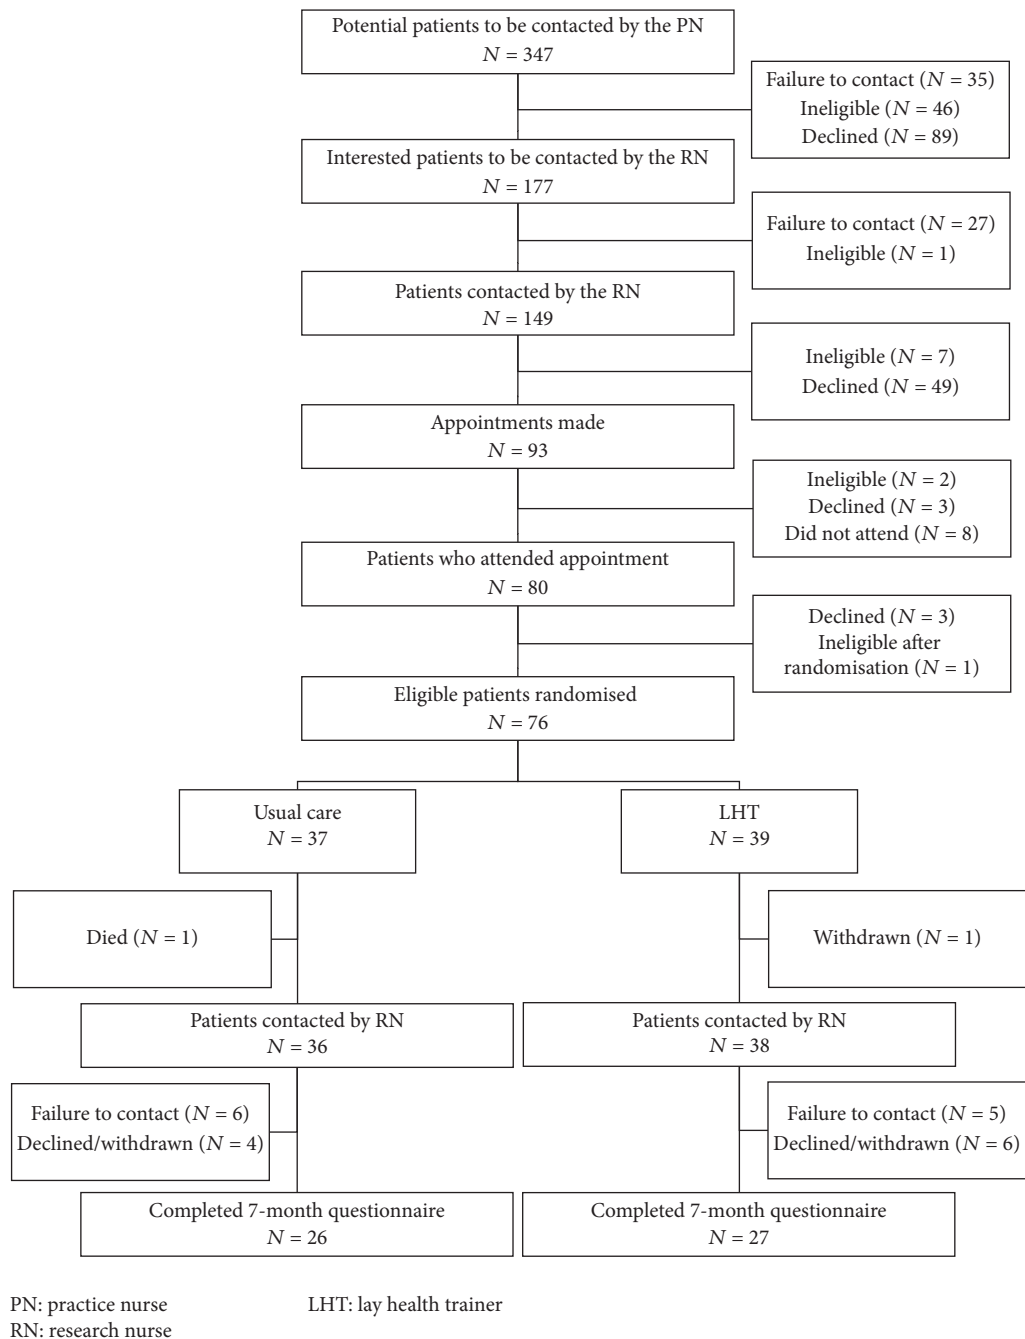 Potential patients to be contacted by the PN
N = 347
Failure to contact (N = 35)
Ineligible (N = 46)
Declined (N = 89)
Interested patients to be contacted by the RN
N = 177
Failure to contact (N = 27)
Ineligible (N = 1)
Patients contacted by the RN
N = 149
Ineligible (N = 7)
Declined (N = 49)
Appointments made
N = 93
Ineligible (N = 2)
Declined (N = 3)
Did not attend (N = 8)
Patients who attended appointment
N = 80
Declined (N = 3)
Ineligible after
randomisation (N = 1)
Eligible patients randomised
N = 76
Usual care
N = 37
LHT
N = 39
Died (N = 1)
Withdrawn (N = 1)
Patients contacted by RN
N = 36
Patients contacted by RN
N = 38
Failure to contact (N = 6)
Declined/withdrawn (N = 4)
Failure to contact (N = 5)
Declined/withdrawn (N = 6)
Completed 7-month questionnaire
N = 26
Completed 7-month questionnaire
N = 27
PN: practice nurse
LHT: lay health trainer
RN: research nurse